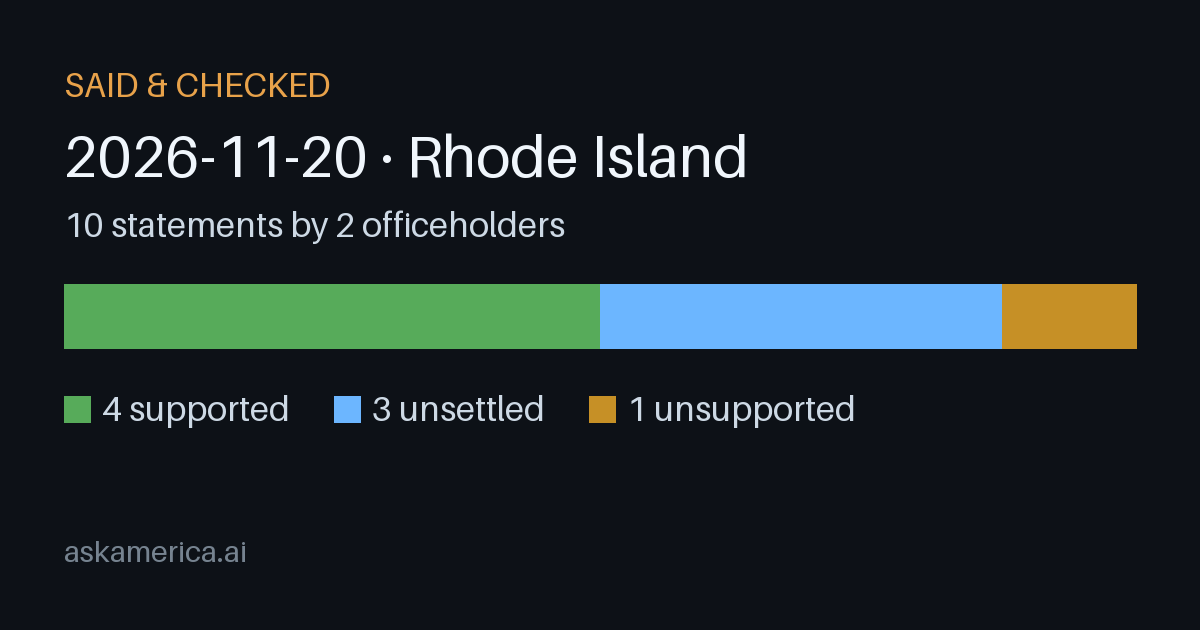 SAID & CHECKED
2026-11-20 · Rhode Island
10 statements by 2 officeholders
4 supported 3 unsettled 1 unsupported
askamerica.ai